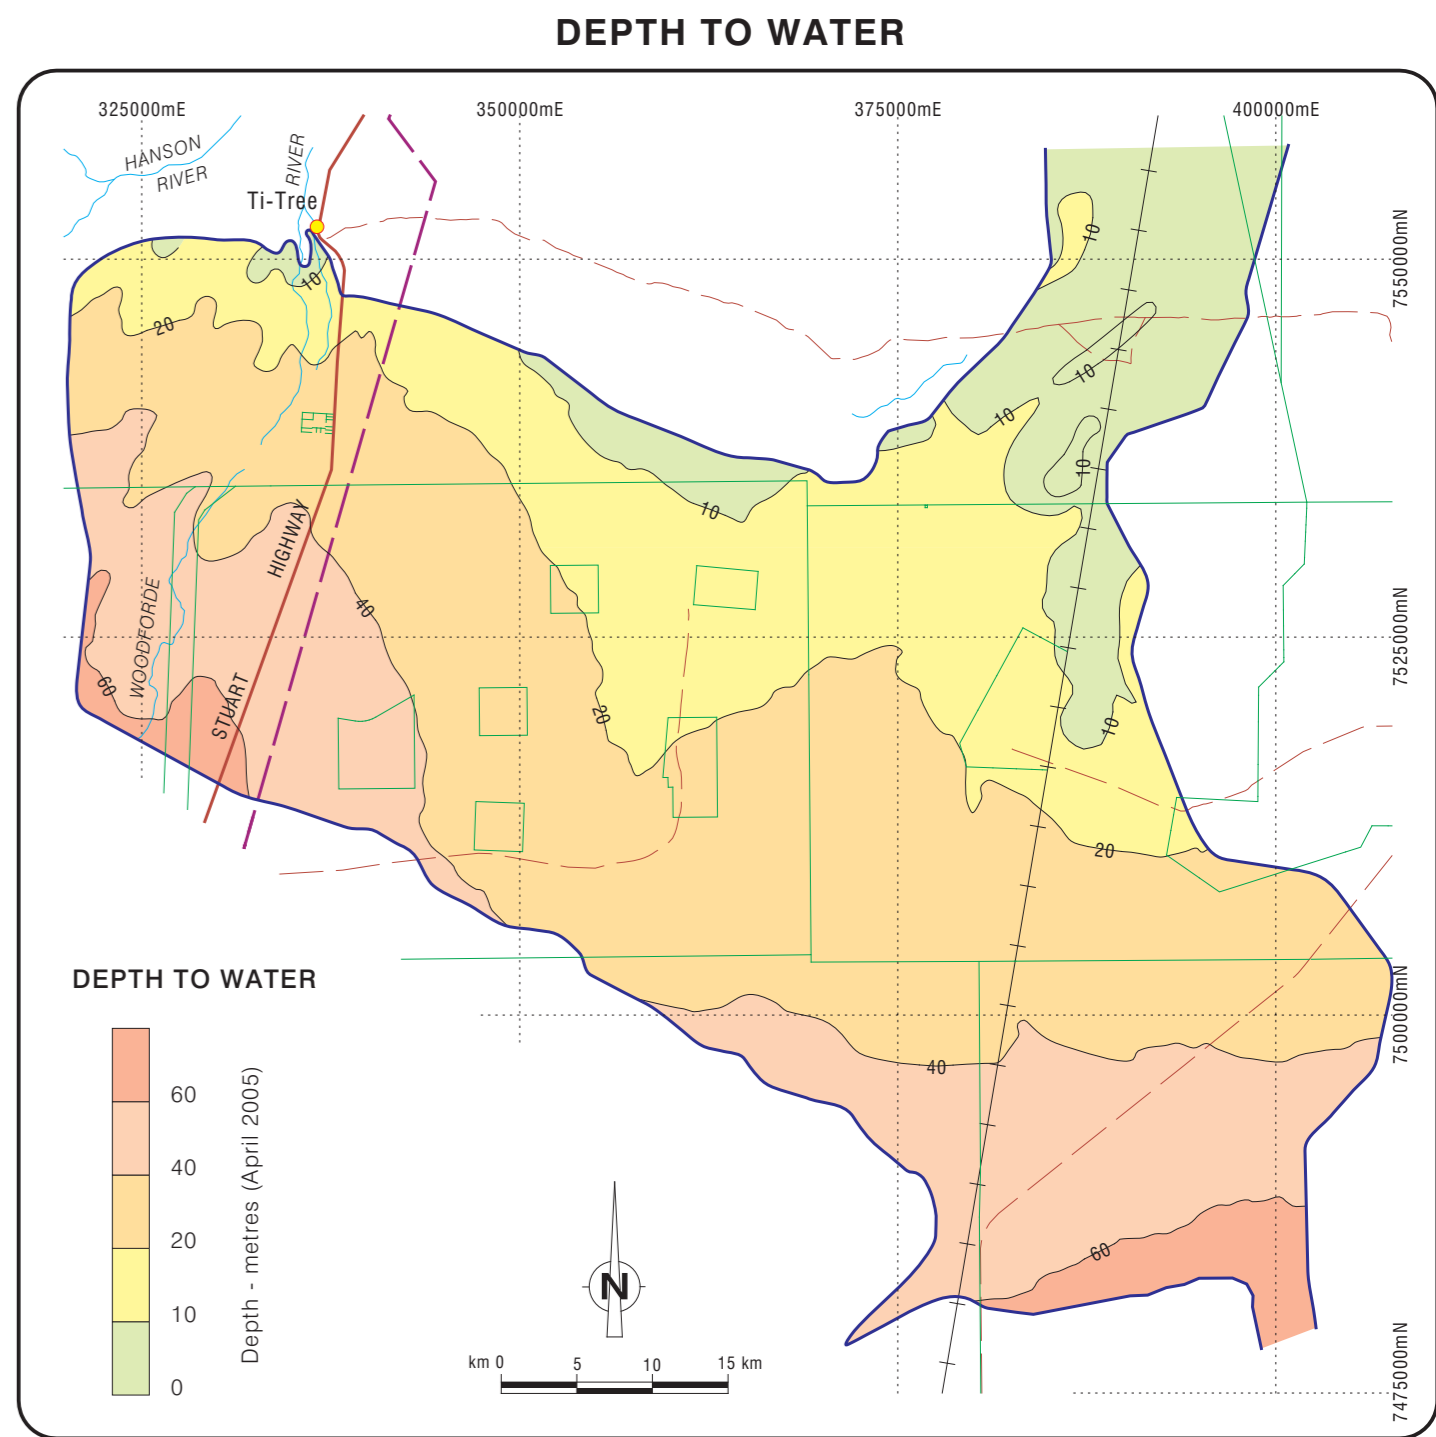 DEPTH TO WATER
325000mE
350000mE
375000mE
400000mE
HANSON
RIVER
RIVER
Ti-Tree
7550000mN
10
10
20
10
10
10
10
10
HIGHWAY
40
WOODFORDE
7525000mN
60
STUART
20
10
20
DEPTH TO WATER
60
40
20
10
0
Depth - metres (April 2005)
7500000mN
40
60
N
km 0 5 10 15 km
7475000mN